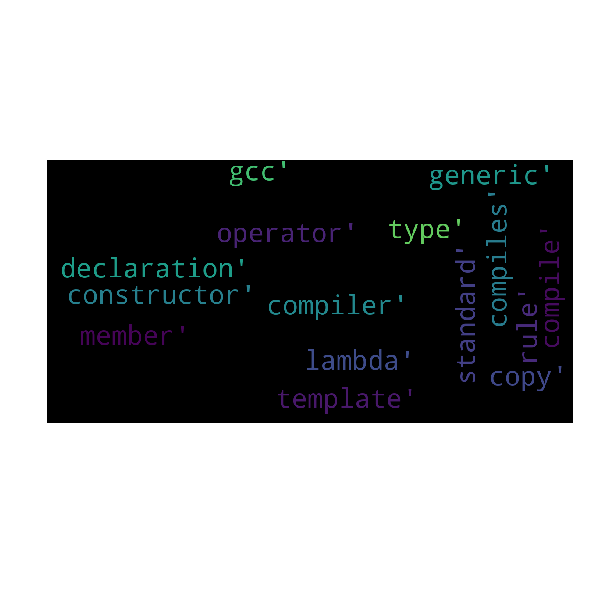 gcc'
generic'
operator'
type'
compiles'
compile'
declaration'
standard'
constructor'
compiler'
rule'
member'
lambda'
copy'
template'